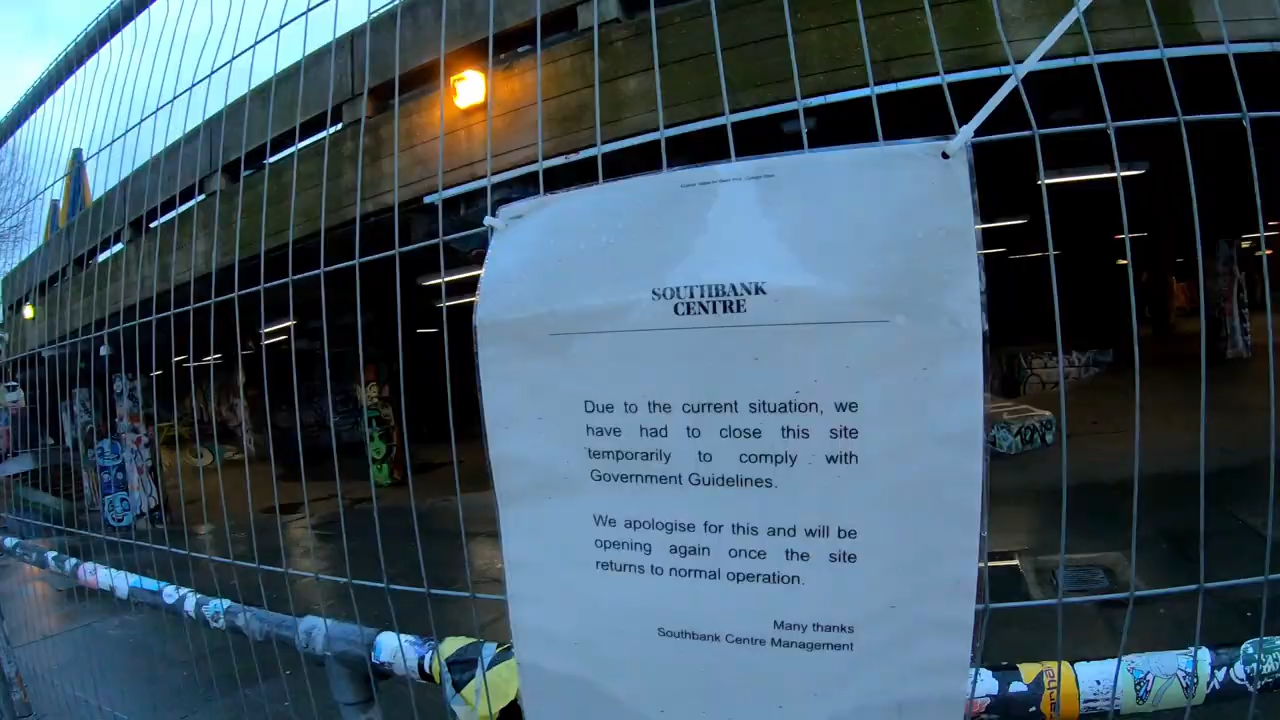 SOUTHBANK
CENTRE
Due to the current situation, we
have had to close this site
temporarily to comply with
Government Guidelines.
We apologise for this and will be
opening again once the site
returns to normal operation.
Many thanks
Southbank Centre Management